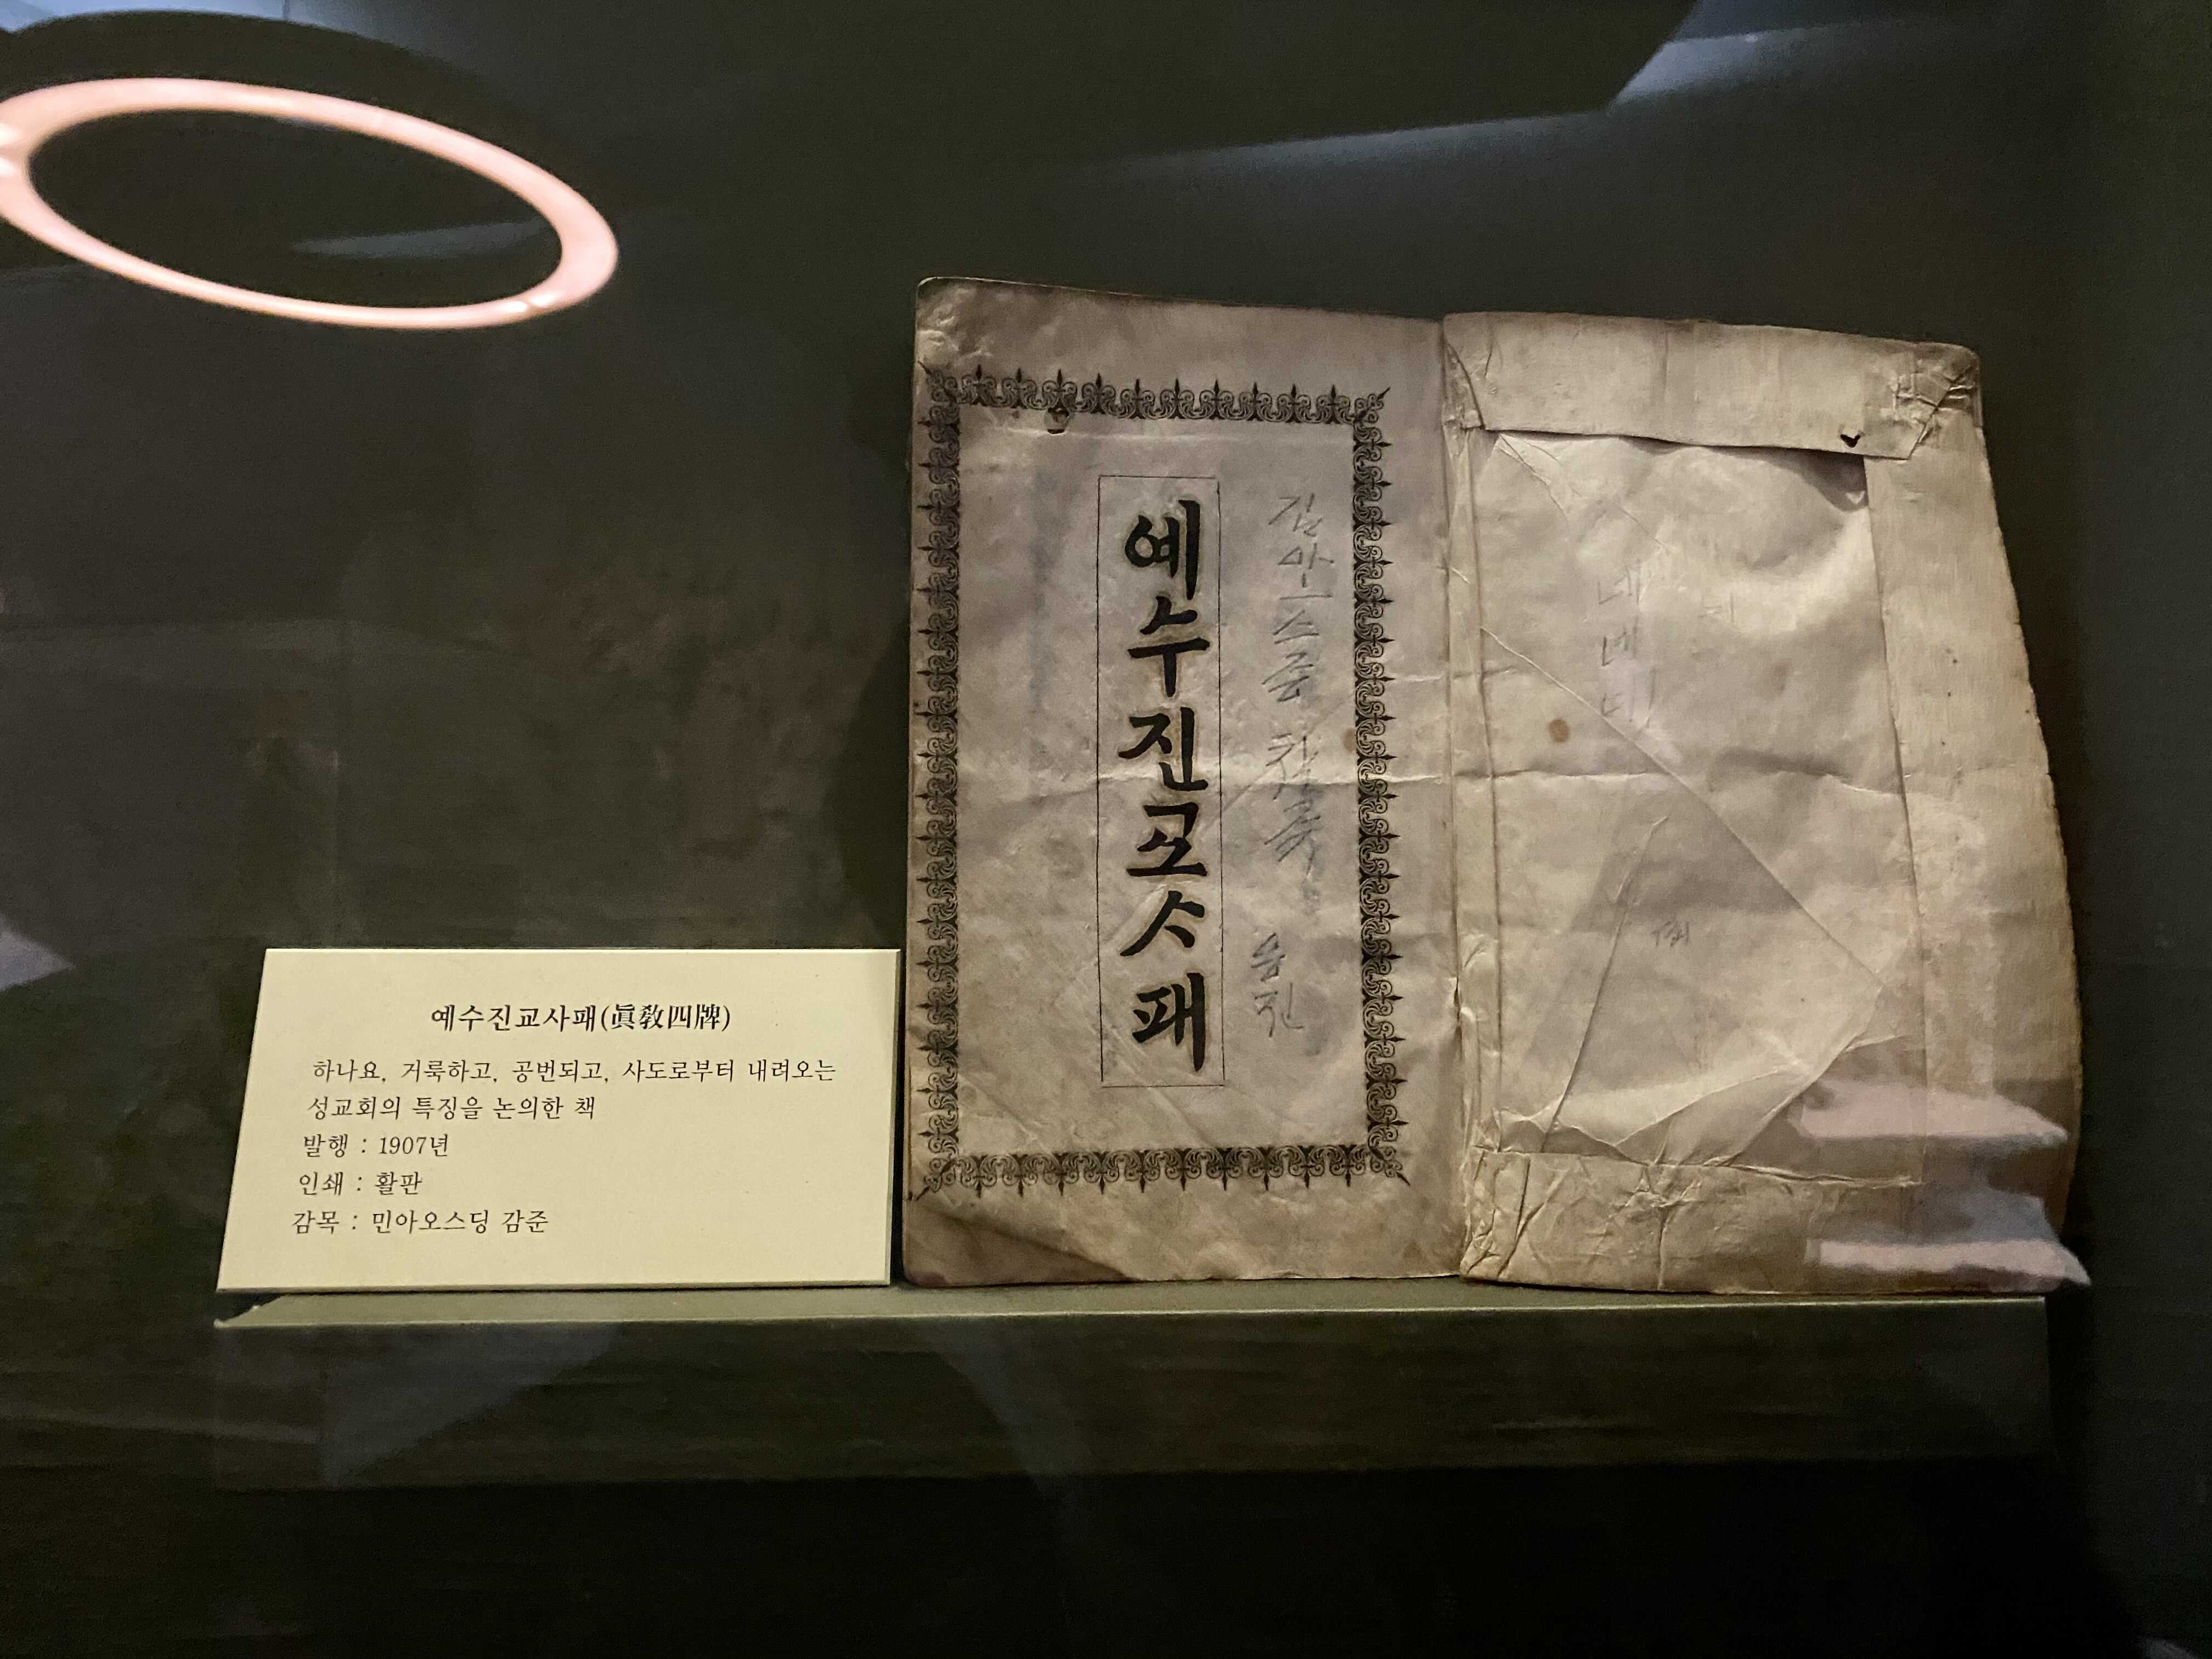 예수진교사패(眞敎四牌)
하나요, 거룩하고, 공번되고, 사도로부터 내려오는
성교회의 특징을 논의한 책
발행 : 1907년
인쇄 : 활판
감목 : 민아오스딩 감준
예수진교ᄉᆞ패